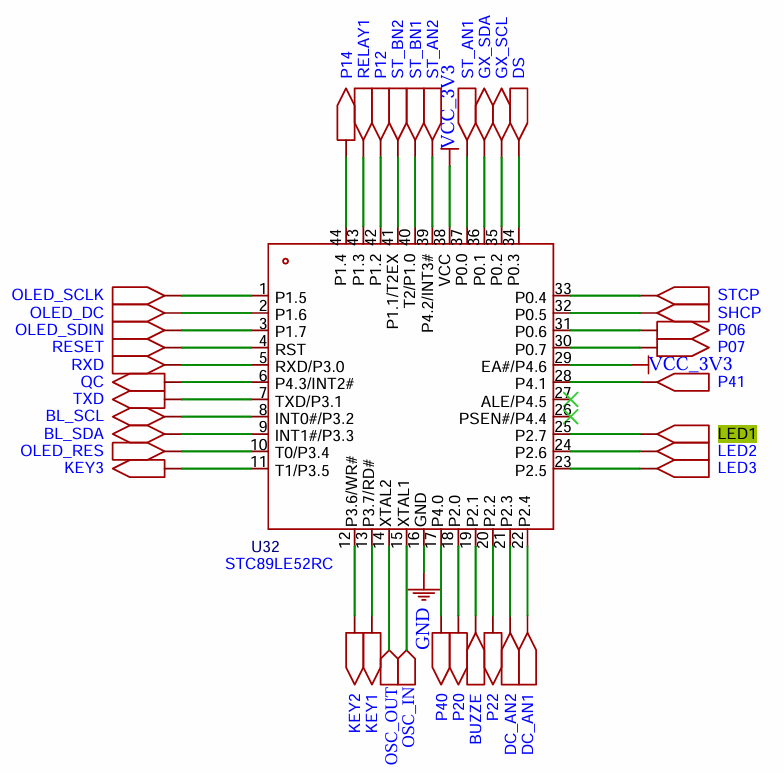 P14
RELAY1
P12
ST_BN2
ST_BN1
ST_AN2
VCC_3V3
ST_AN1
GX_SDA
GX_SCL
DS
44
43
42
41
40
39
38
37
36
35
34
P1.4
P1.3
P1.2
P1.1/T2EX
T2/P1.0
P4.2/INT3#
VCC
P0.0
P0.1
P0.2
P0.3
OLED_SCLK 1 P1.5
OLED_DC 2 P1.6
OLED_SDIN 3 P1.7
RESET 4 RST
RXD 5 RXD/P3.0
QC 6 P4.3/INT2#
TXD 7 TXD/P3.1
BL_SCL 8 INT0#/P3.2
BL_SDA 9 INT1#/P3.3
OLED_RES 10 T0/P3.4
KEY3 11 T1/P3.5
P0.4 33 STCP
P0.5 32 SHCP
P0.6 31 P06
P0.7 30 P07
EA#/P4.6 29 VCC_3V3
P4.1 28 P41
ALE/P4.5 27
PSEN#/P4.4 26
P2.7 25 LED1
P2.6 24 LED2
P2.5 23 LED3
P3.6/WR#
P3.7/RD#
XTAL2
XTAL1
GND
P4.0
P2.0
P2.1
P2.2
P2.3
P2.4
12
13
14
15
16
17
18
19
20
21
22
U32
STC89LE52RC
KEY2
KEY1
OSC_OUT
OSC_IN
GND
P40
P20
BUZZE
P22
DC_AN2
DC_AN1